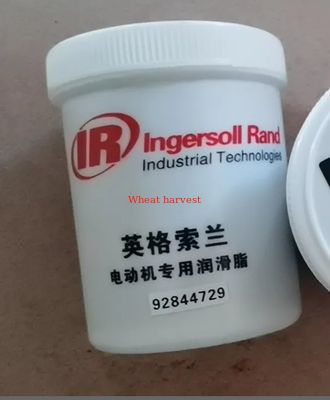 IR Ingersoll Rand
Industrial Technologies
Wheat harvest
英格索兰
电动机专用润滑脂
92844729